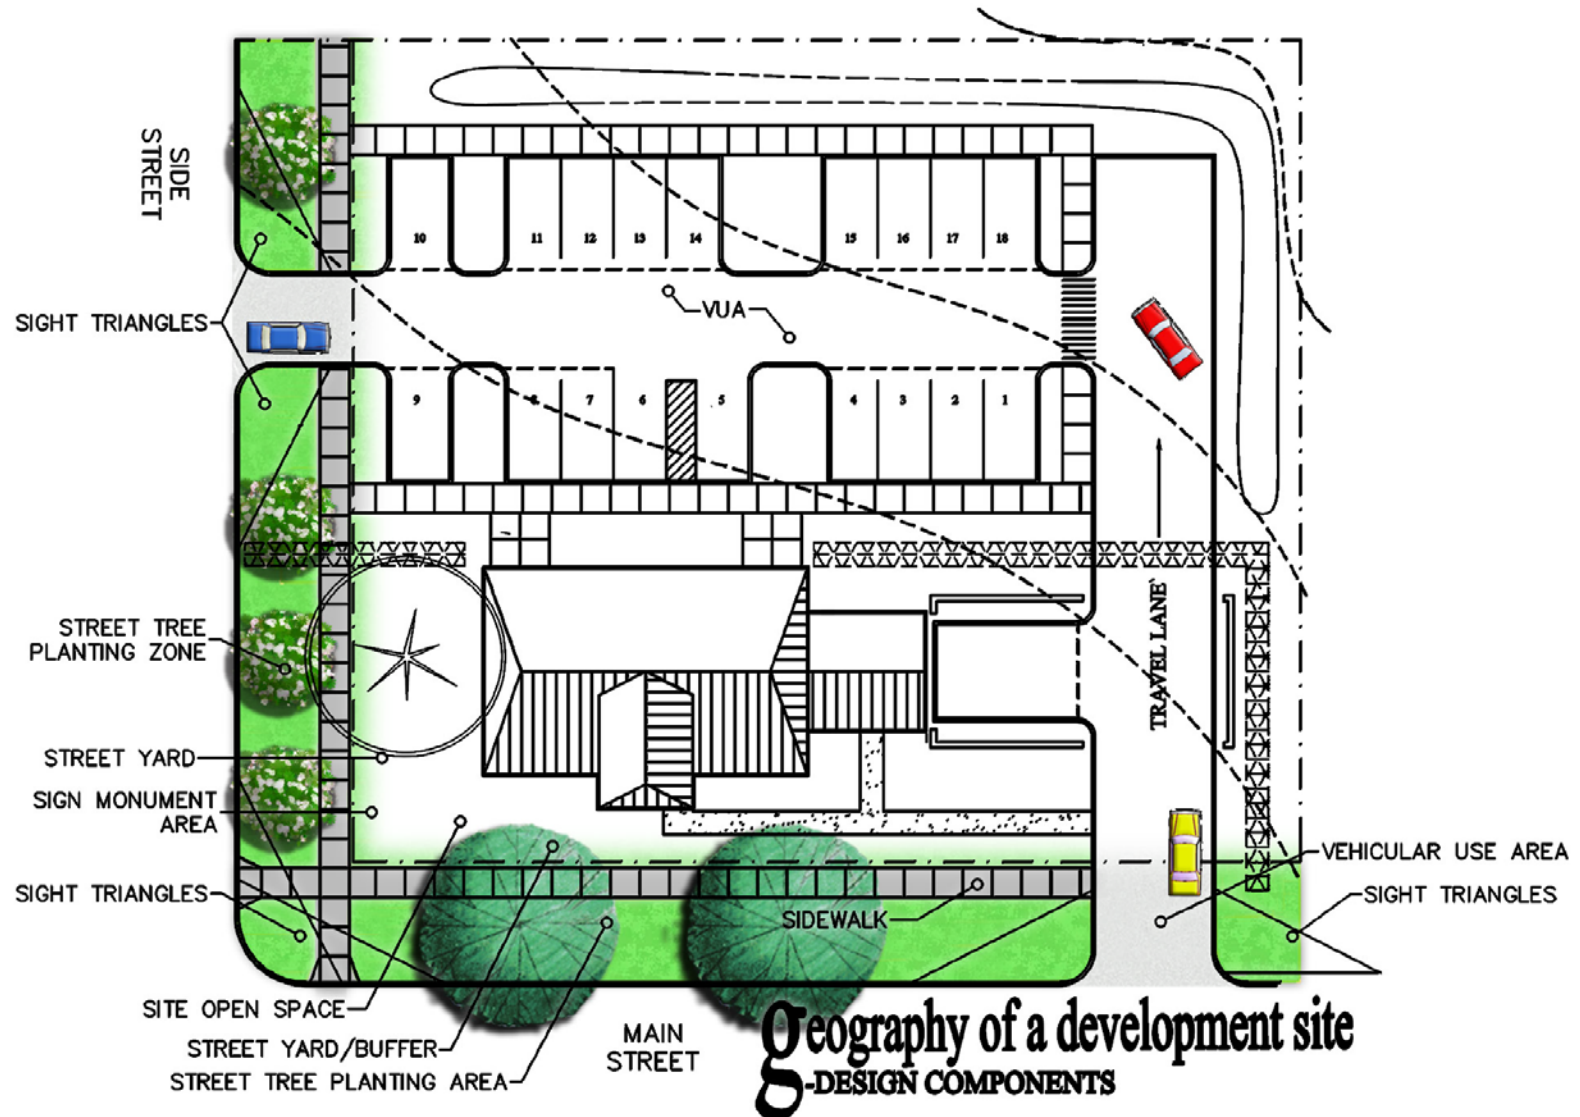 SIDE
STREET
10
11
12
13
14
15
16
17
18
SIGHT TRIANGLES
VUA
9
8
7
6
5
4
3
2
1
STREET TREE
PLANTING ZONE
TRAVEL LANE
STREET YARD
SIGN MONUMENT
AREA
VEHICULAR USE AREA
SIGHT TRIANGLES
SIGHT TRIANGLES
SIDEWALK
SITE OPEN SPACE
STREET YARD/BUFFER
STREET TREE PLANTING AREA
MAIN
STREET
geography of a development site
-DESIGN COMPONENTS